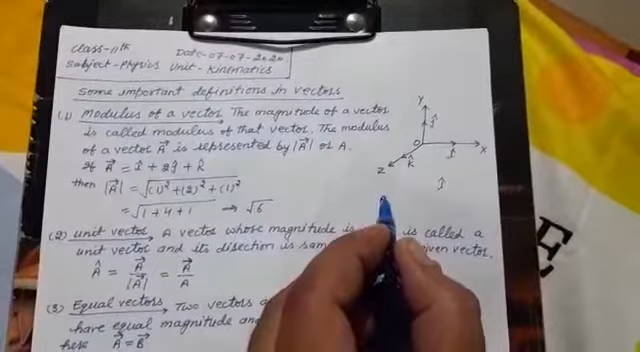 Class-11th Date-07-07-2020
Subject-Physics Unit-Kinematics
Some important definitions in vectors
(1) Modulus of a vector The magnitude of a vector
is called modulus of that vector. The modulus
of a vector A⃗ is represented by |A⃗| or A.
If A⃗ = î + 2ĵ + k̂
then |A⃗| = √(1)² + (2)² + (1)²
= √1 + 4 + 1 → √6
Y
ĵ
O
î
X
k̂
Z
ĵ
(2) Unit vector A vector whose magnitude is is called a
unit vector and its direction is given vector.
Â = A⃗/|A⃗| = A⃗/A
(3) Equal vectors Two vectors
have equal magnitude and
here A⃗ = B⃗
E